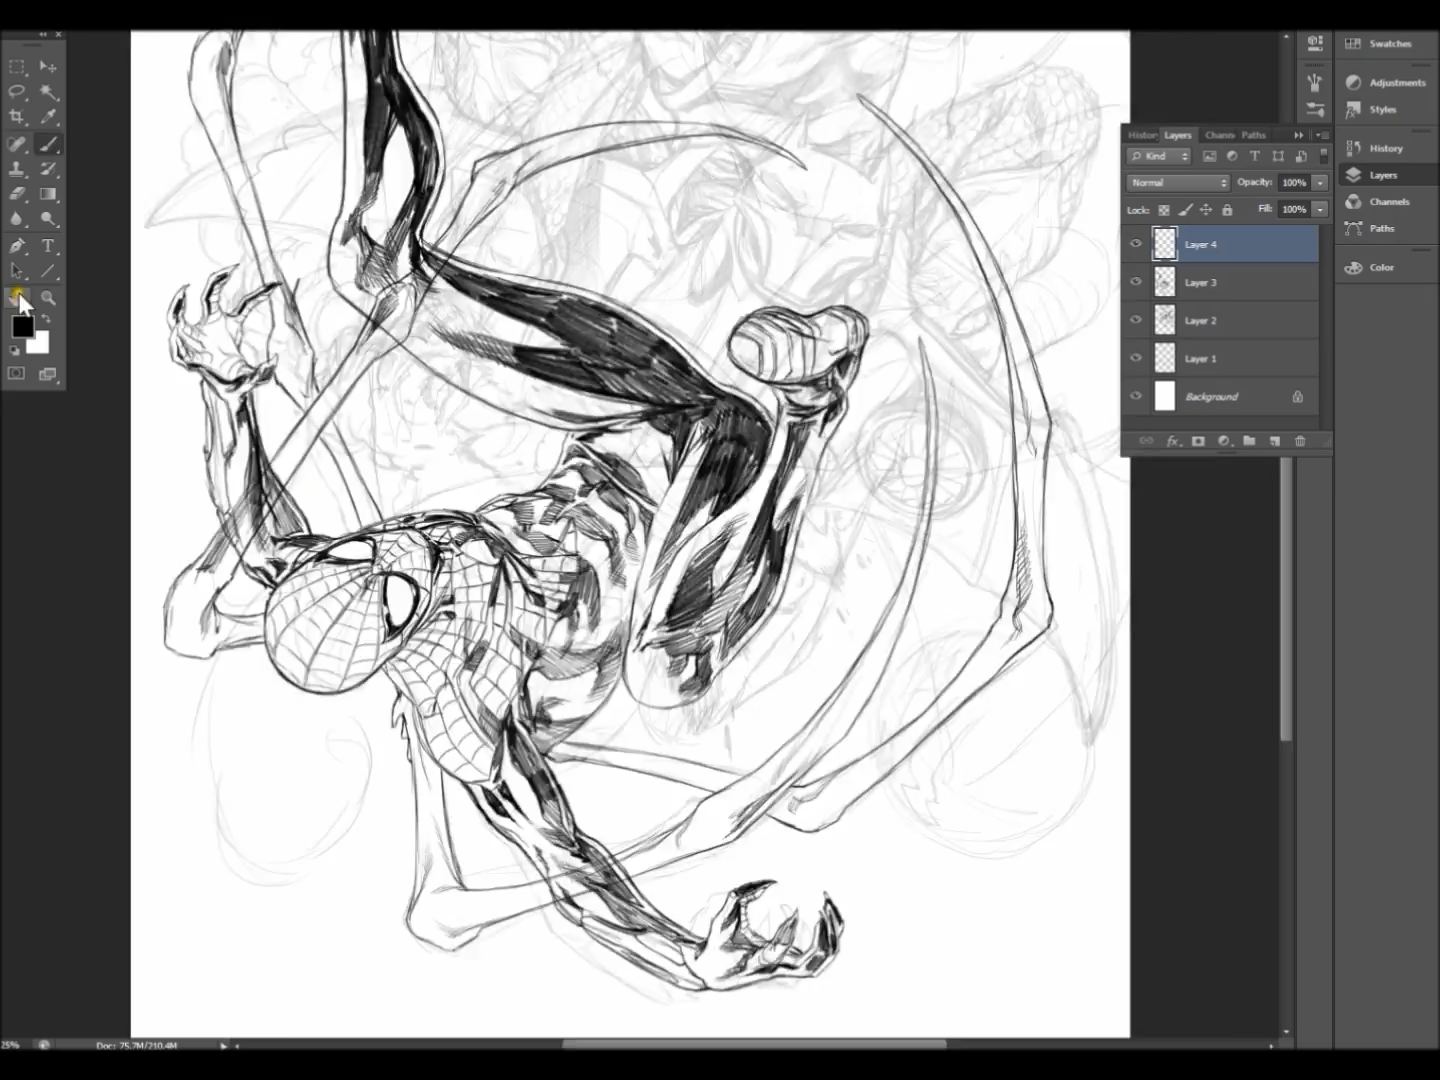 Swatches
Adjustments
Styles
History
Layers
Channels
Paths
Color
Histor Layers Chann Paths
Kind
Normal Opacity: 100%
Lock: Fill: 100%
Layer 4
Layer 3
Layer 2
Layer 1
Background
fx
25% Doc: 75.7M/210.4M